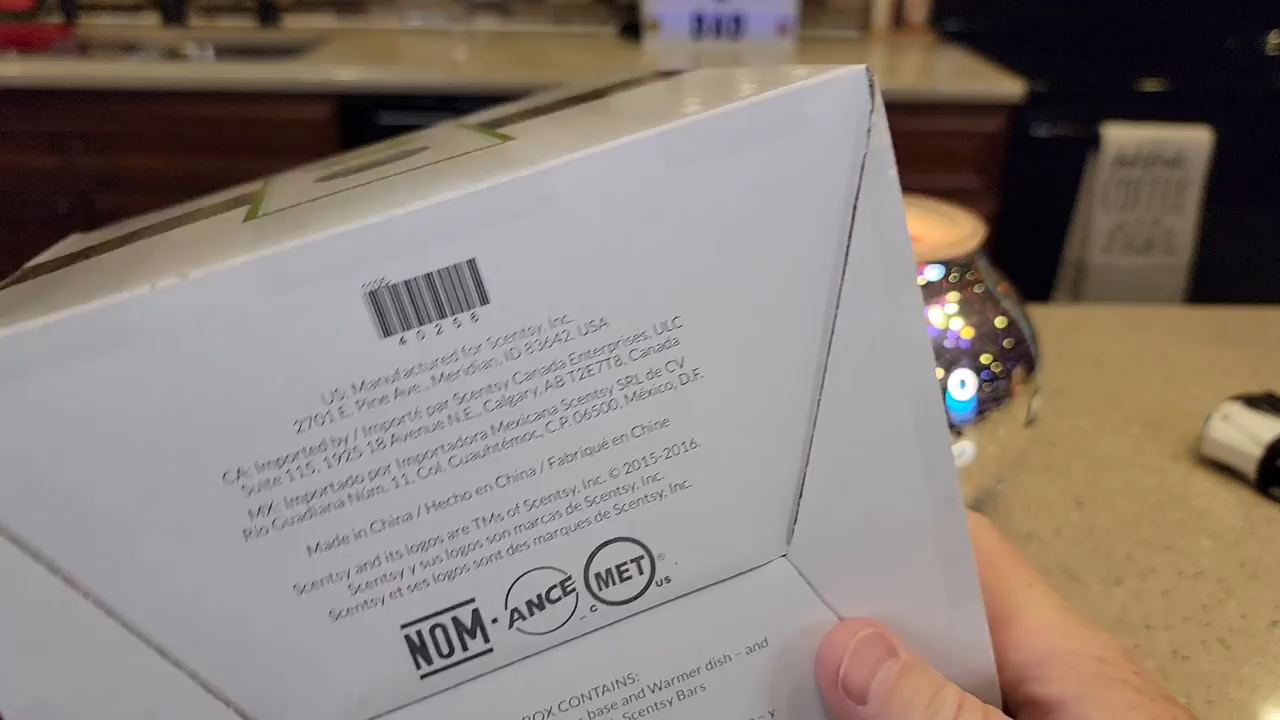 BAR
COFFEE
40258
US: Manufactured for Scentsy, Inc.
2701 E. Pine Ave., Meridian, ID 83642 USA
CA: Imported by / Importé par Scentsy Canada Enterprises, ULC
Suite 115, 1925 18 Avenue N.E., Calgary, AB T2E7T8, Canada
MX: Importado por Importadora Mexicana Scentsy SRL de CV
Río Guadiana Núm. 11, Col. Cuauhtémoc, C.P. 06500, México, D.F.
Made in China / Hecho en China / Fabriqué en Chine
Scentsy and its logos are TMs of Scentsy, Inc. © 2015-2016.
Scentsy y sus logos son marcas de Scentsy, Inc.
Scentsy et ses logos sont des marques de Scentsy, Inc.
NOM-ANCE C MET® US
BOX CONTAINS:
base and Warmer dish – and
Scentsy Bars
– y